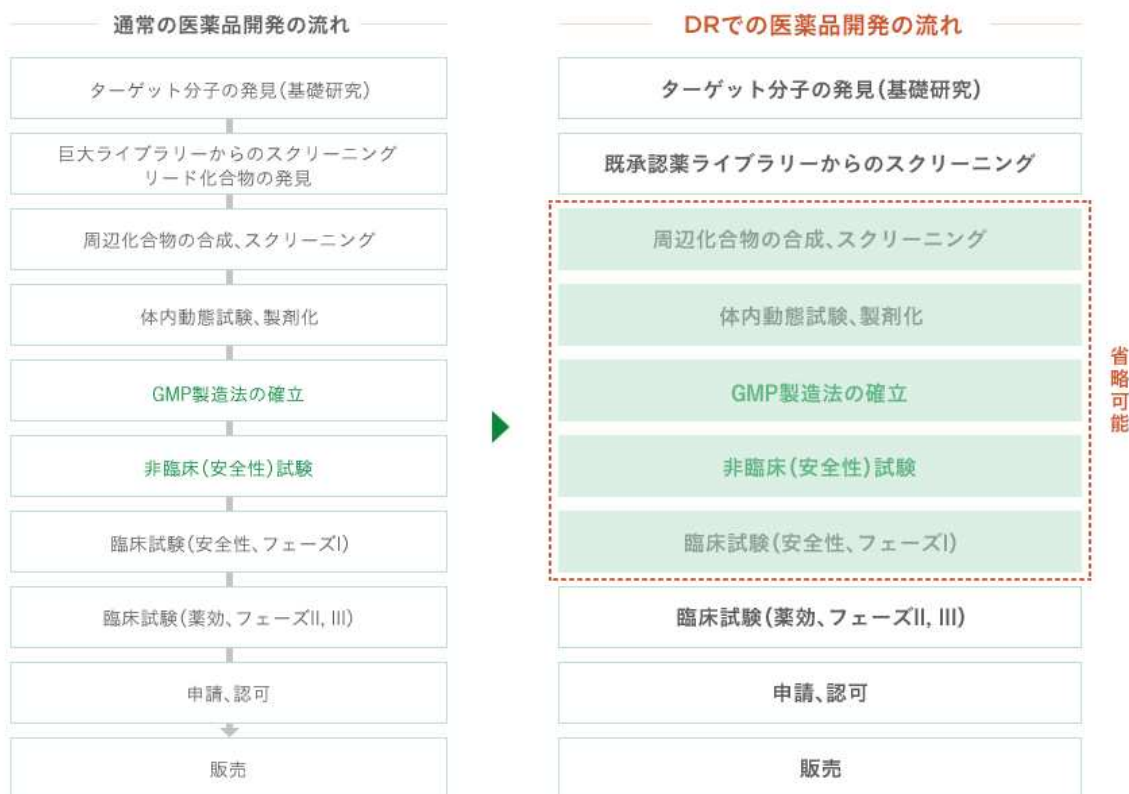 通常の医薬品開発の流れ
ターゲット分子の発見(基礎研究)
巨大ライブラリーからのスクリーニング
リード化合物の発見
周辺化合物の合成、スクリーニング
体内動態試験、製剤化
GMP製造法の確立
非臨床(安全性)試験
臨床試験(安全性、フェーズI)
臨床試験(薬効、フェーズII, III)
申請、認可
販売
DRでの医薬品開発の流れ
ターゲット分子の発見(基礎研究)
既承認薬ライブラリーからのスクリーニング
周辺化合物の合成、スクリーニング
体内動態試験、製剤化
GMP製造法の確立
非臨床(安全性)試験
臨床試験(安全性、フェーズI)
臨床試験(薬効、フェーズII, III)
申請、認可
販売
省略可能